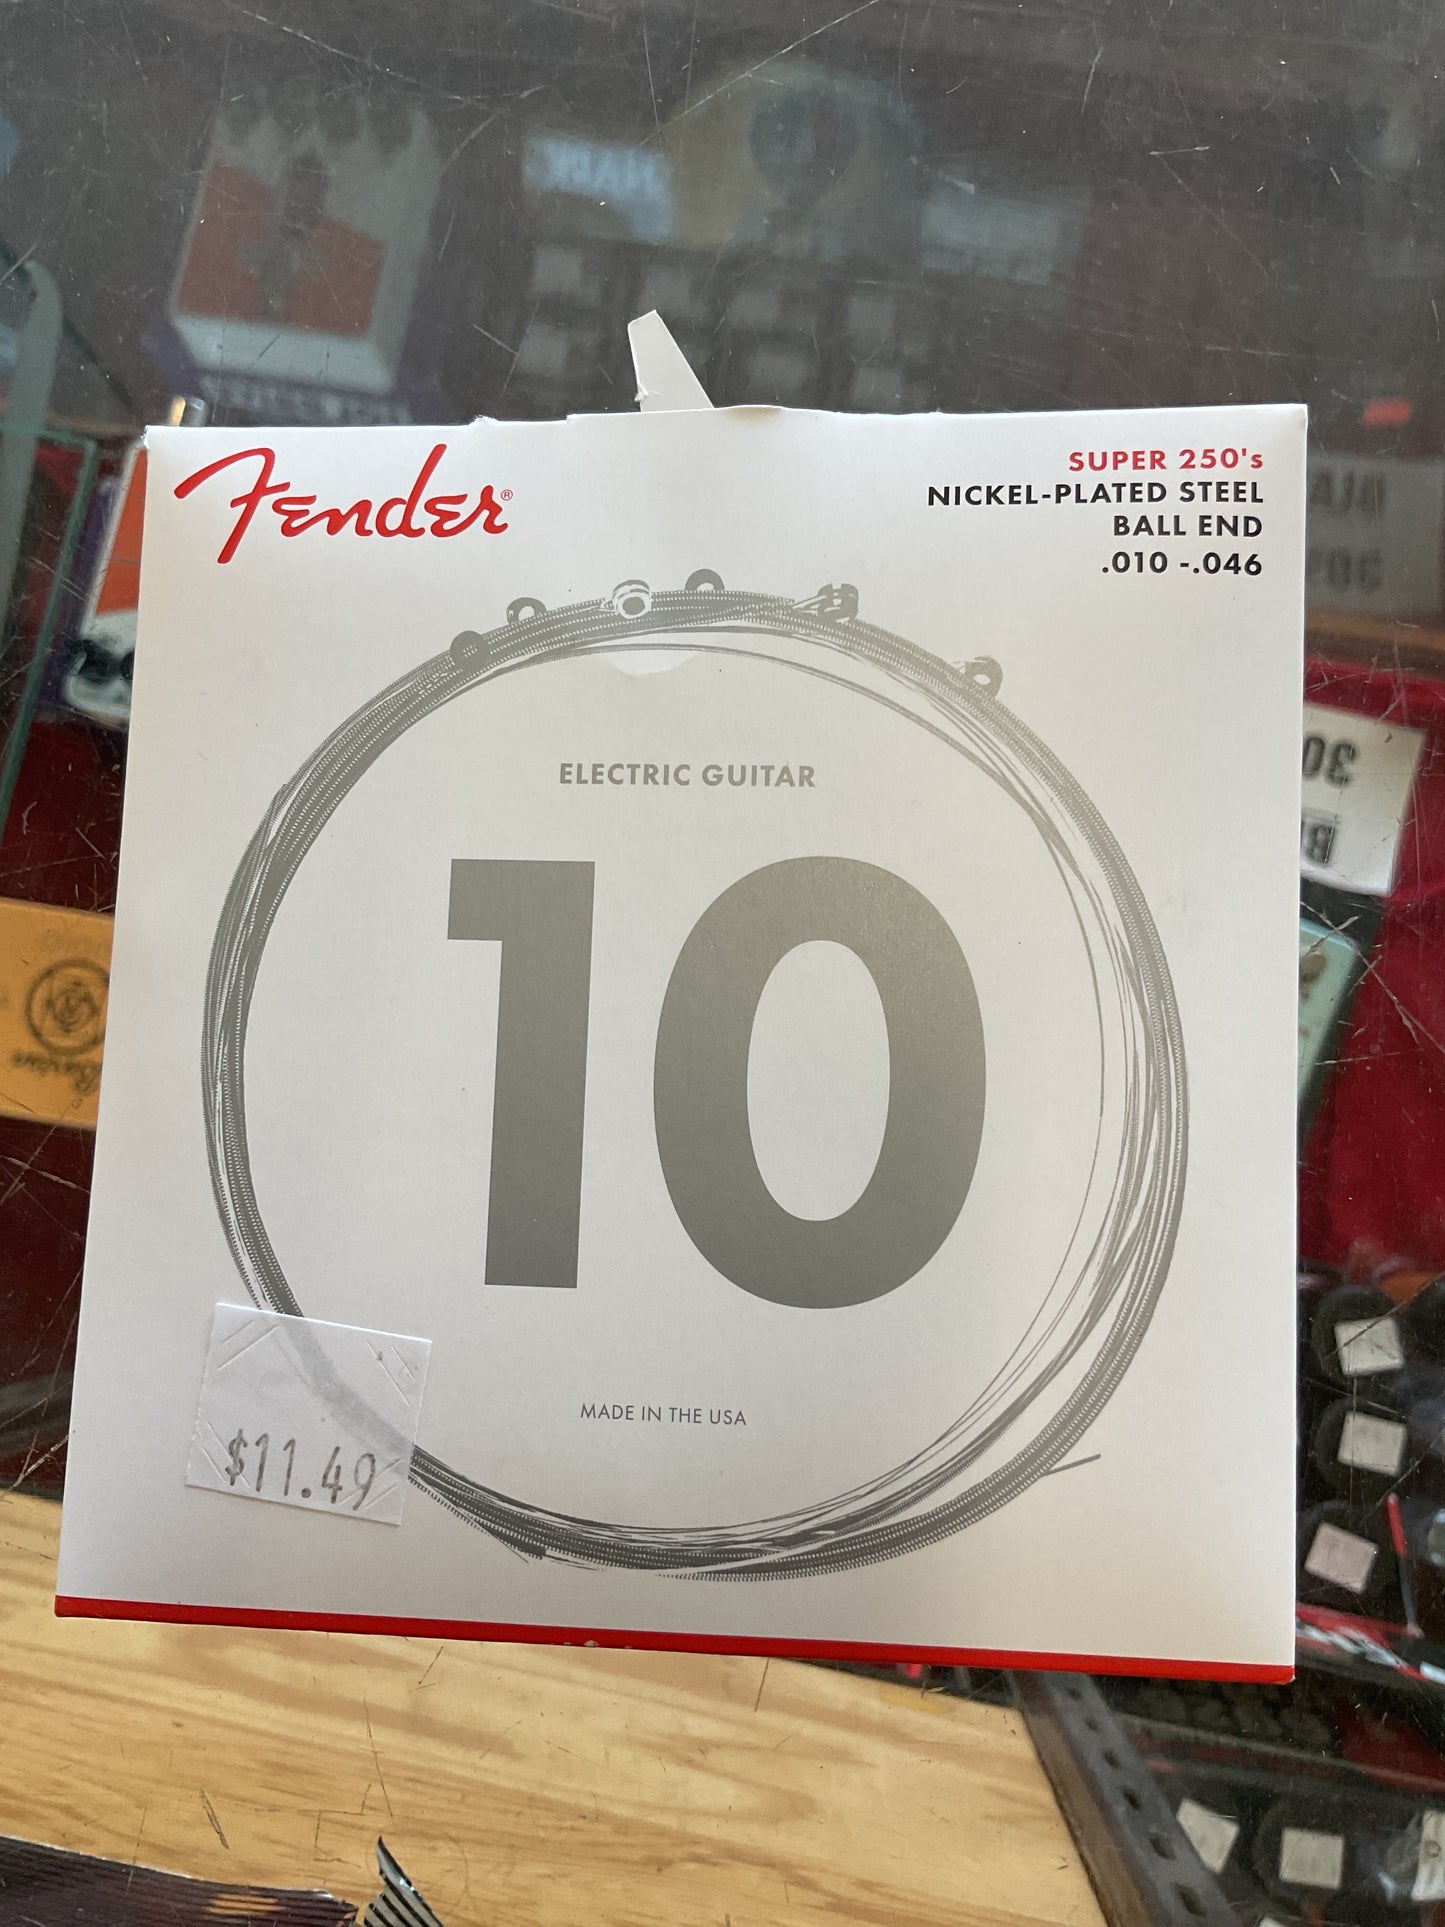 Fender®
SUPER 250's
NICKEL-PLATED STEEL
BALL END
.010 -.046
ELECTRIC GUITAR
10
MADE IN THE USA
$11.49
30